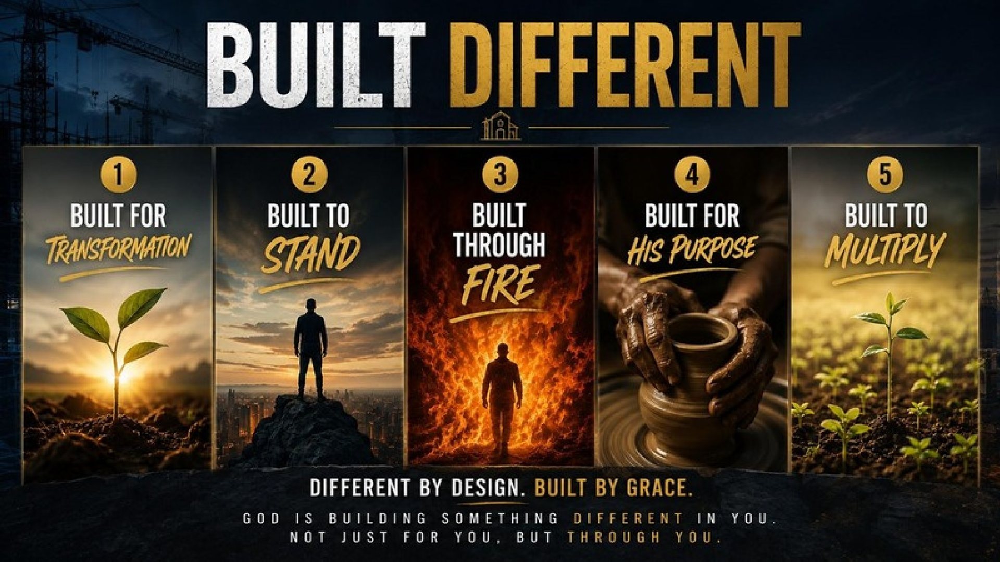 BUILT DIFFERENT
1
BUILT FOR
TRANSFORMATION
2
BUILT TO
STAND
3
BUILT
THROUGH
FIRE
4
BUILT FOR
HIS PURPOSE
5
BUILT TO
MULTIPLY
DIFFERENT BY DESIGN. BUILT BY GRACE.
GOD IS BUILDING SOMETHING DIFFERENT IN YOU.
NOT JUST FOR YOU, BUT THROUGH YOU.